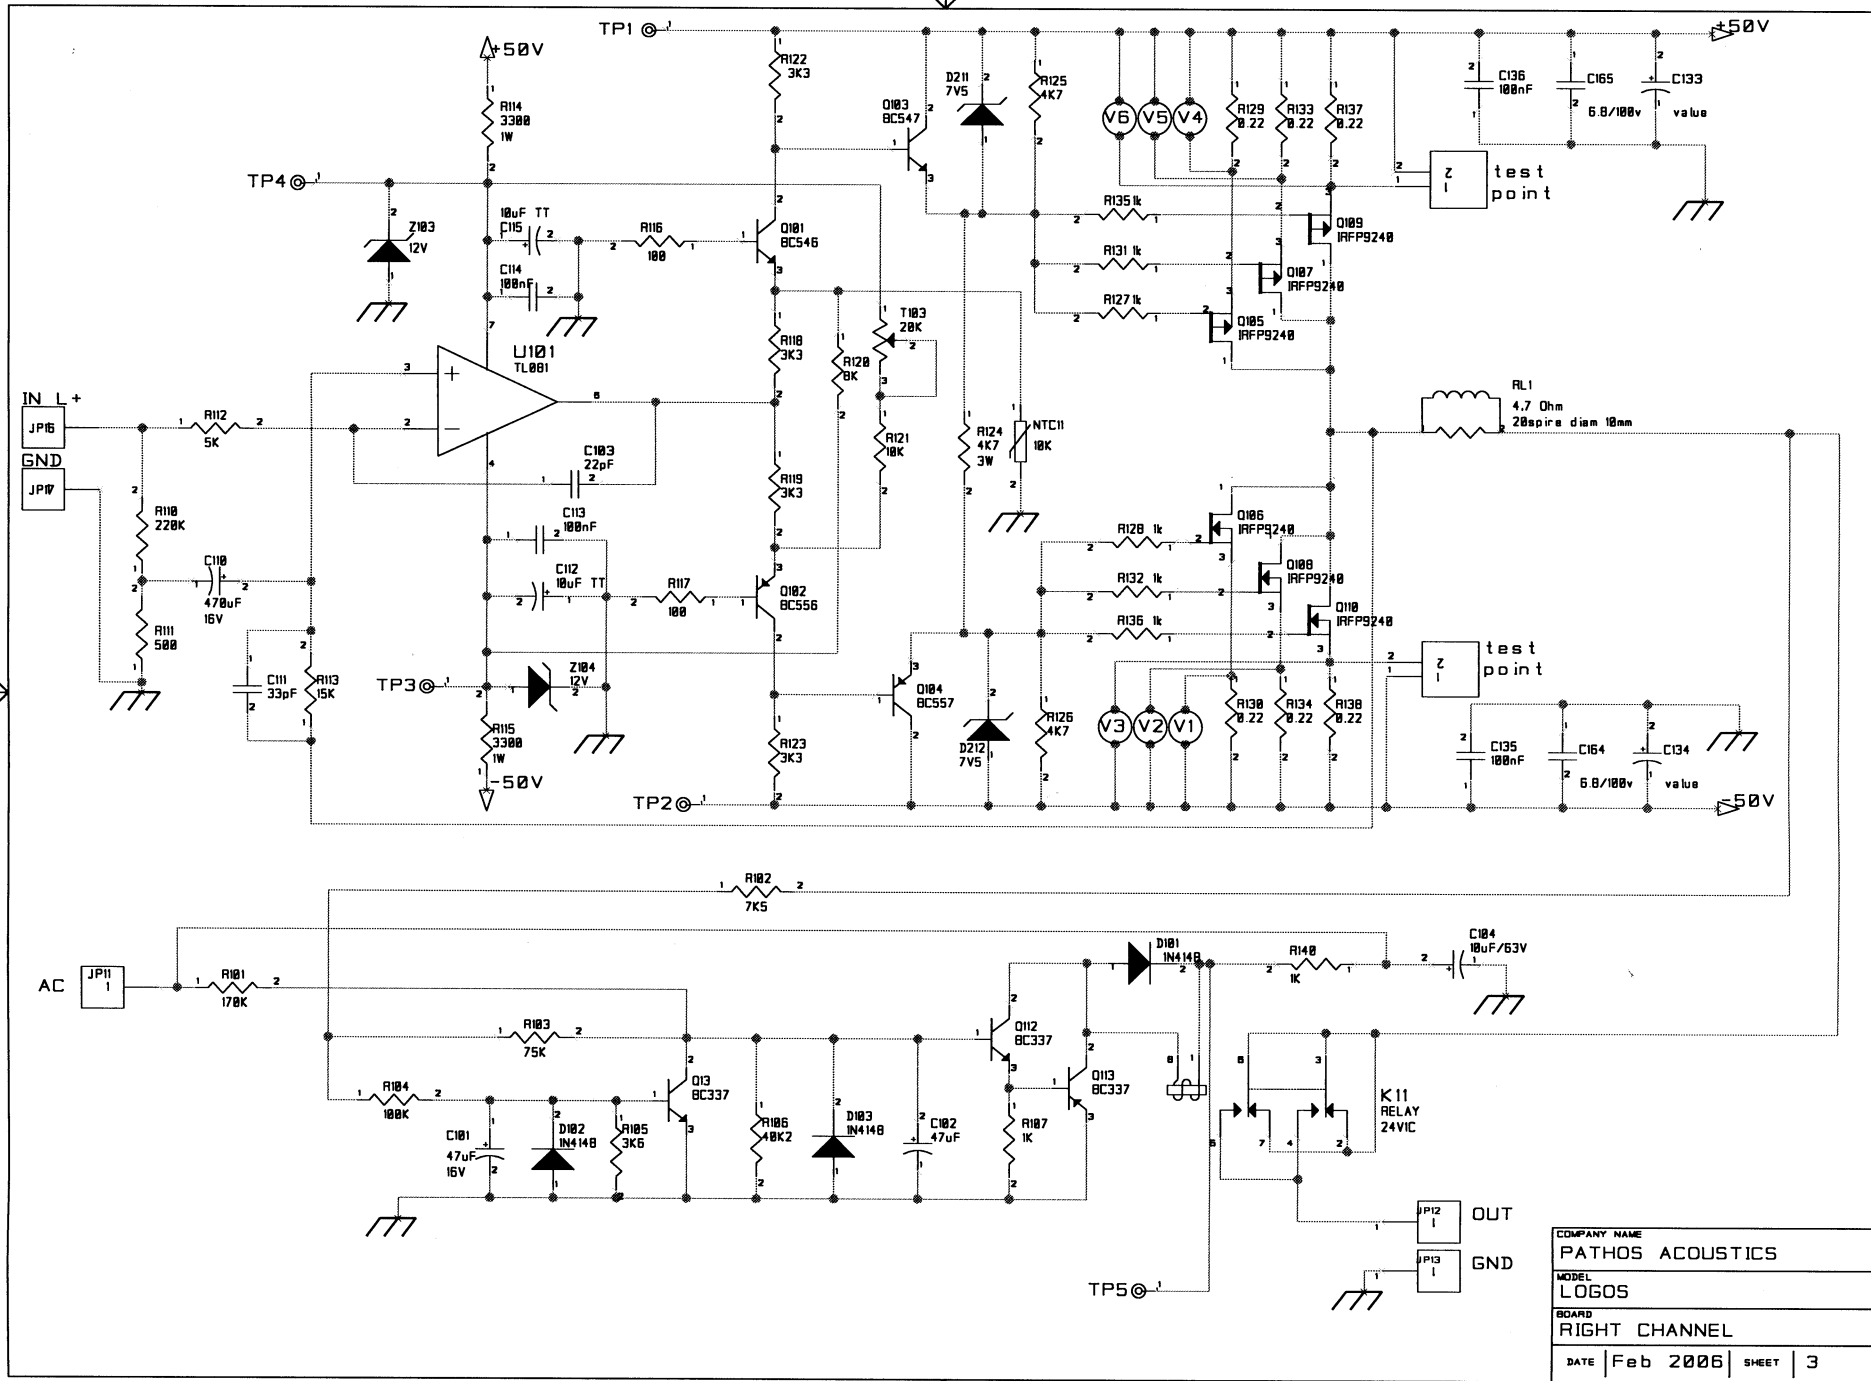 TP1
+50V
+50V
R122
3K3
D211
7V5
R125
4K7
Q103
BC547
V6
V5
V4
R129
0.22
R133
0.22
R137
0.22
C136
100nF
C165
6.8/100v
C133
value
R114
3300
1W
TP4
test
point
Z103
12V
10uF TT
C115
C114
100nF
R116
100
Q101
BC546
R135 1k
R131 1k
R127 1k
Q109
IRFP9240
Q107
IRFP9240
Q105
IRFP9240
U101
TL081
R118
3K3
R120
8K
T103
20K
IN L+
JP16
GND
JP17
R112
5K
C103
22pF
R121
10K
R124
4K7
3W
NTC11
10K
RL1
4.7 Ohm
20spire diam 10mm
R119
3K3
R110
220K
C110
470uF
16V
R111
500
C111
33pF
R113
15K
C113
100nF
C112
10uF TT
R117
100
Q102
BC556
R128 1k
R132 1k
R136 1k
Q106
IRFP9240
Q108
IRFP9240
Q110
IRFP9240
test
point
TP3
Z104
12V
R115
3300
1W
-50V
Q104
BC557
R123
3K3
D212
7V5
R126
4K7
V3
V2
V1
R130
0.22
R134
0.22
R138
0.22
C135
100nF
C164
6.8/100v
C134
value
-50V
TP2
R102
7K5
AC
JP11
1
R101
170K
R103
75K
R104
100K
C101
47uF
16V
D102
1N4148
R105
3K6
Q13
BC337
R106
40K2
D103
1N4148
C102
47uF
Q112
BC337
R107
1K
Q113
BC337
D101
1N4148
R140
1K
C104
10uF/63V
K11
RELAY
24VIC
TP5
JP12
1
OUT
JP13
1
GND
COMPANY NAME
PATHOS ACOUSTICS
MODEL
LOGOS
BOARD
RIGHT CHANNEL
DATE Feb 2006 SHEET 3